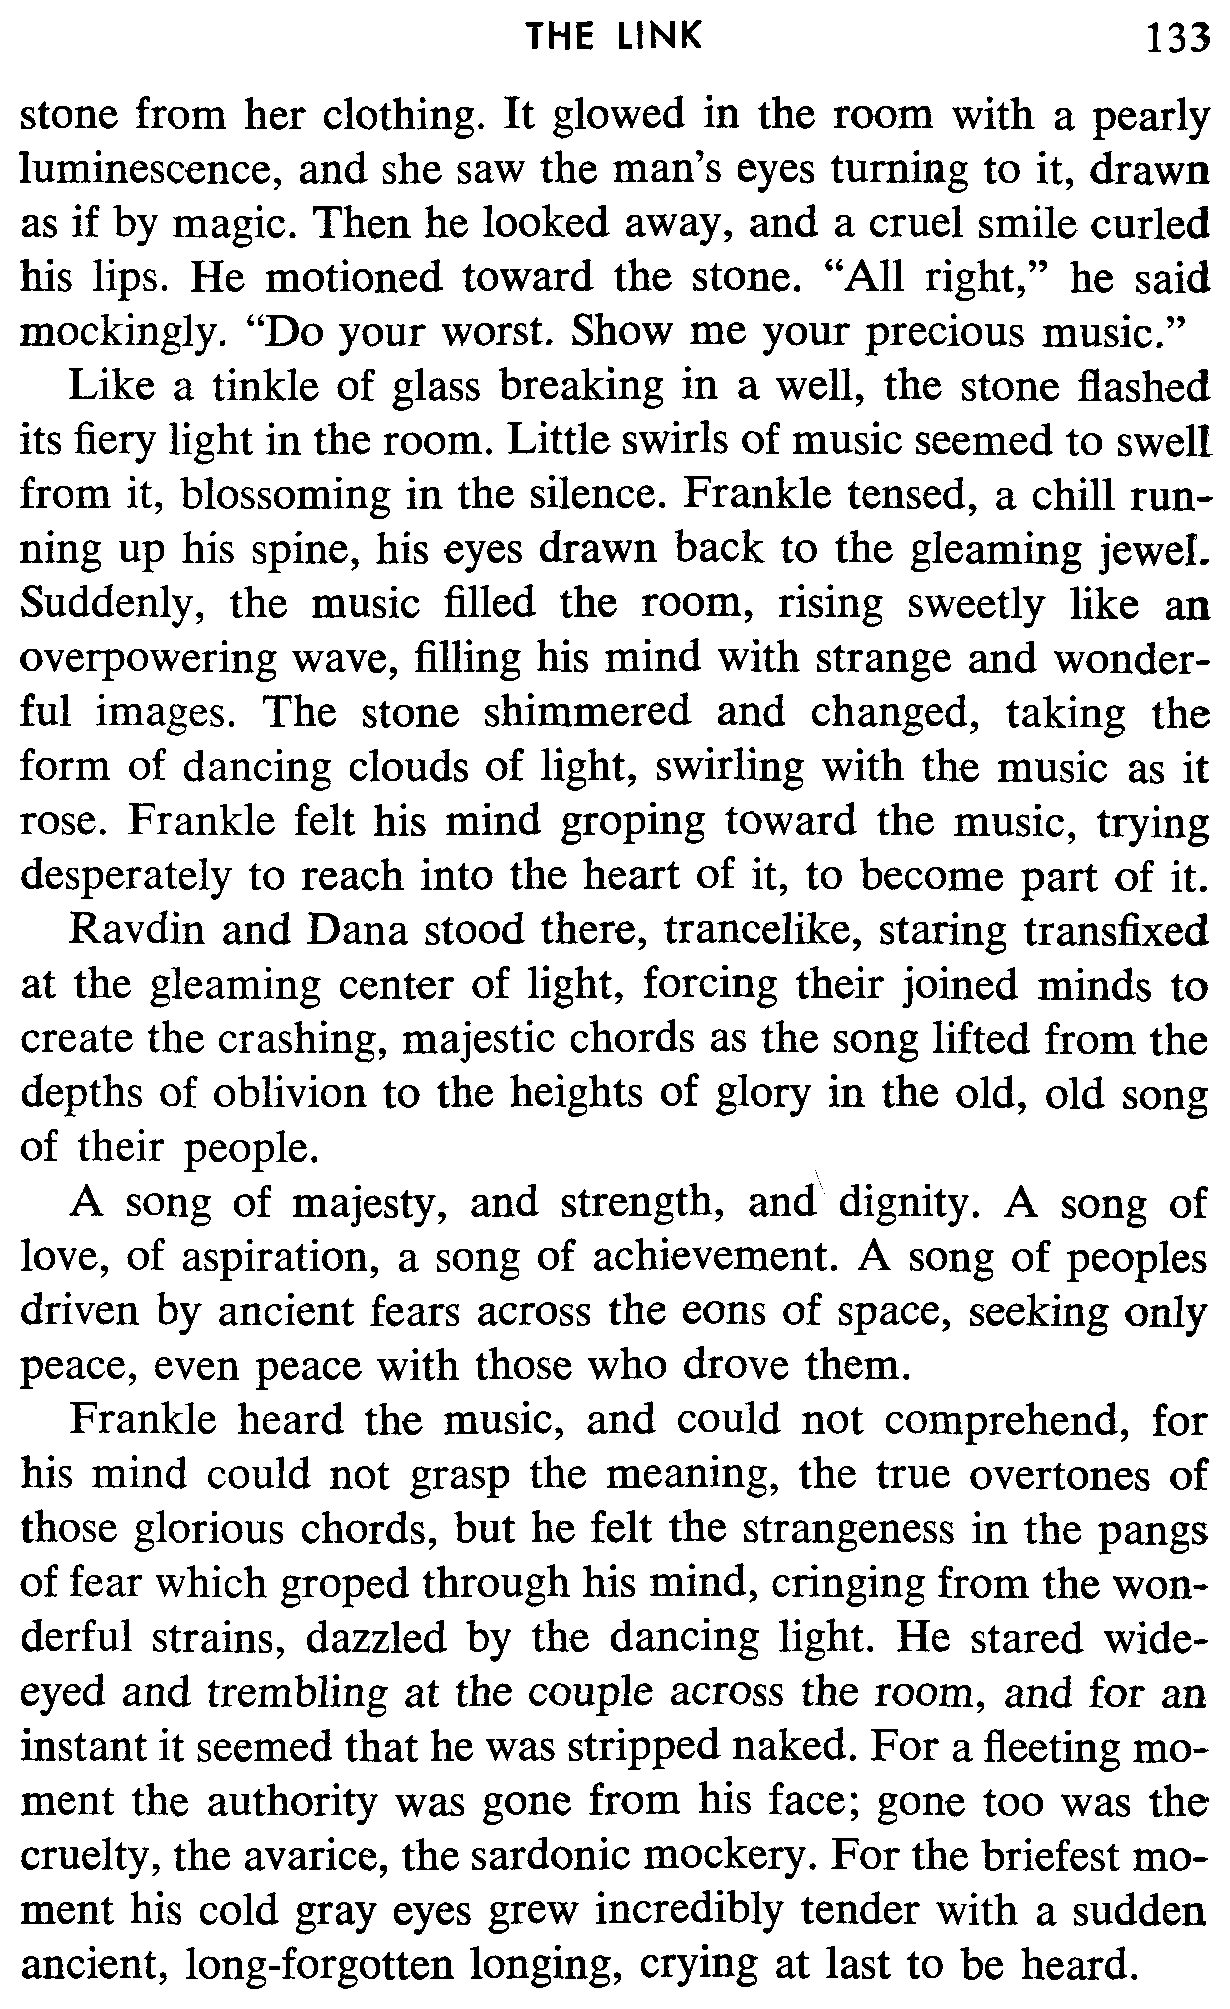 THE LINK 133
stone from her clothing. It glowed in the room with a pearly
luminescence, and she saw the man's eyes turning to it, drawn
as if by magic. Then he looked away, and a cruel smile curled
his lips. He motioned toward the stone. “All right,” he said
mockingly. “Do your worst. Show me your precious music.”
Like a tinkle of glass breaking in a well, the stone flashed
its fiery light in the room. Little swirls of music seemed to swell
from it, blossoming in the silence. Frankle tensed, a chill run-
ning up his spine, his eyes drawn back to the gleaming jewel.
Suddenly, the music filled the room, rising sweetly like an
overpowering wave, filling his mind with strange and wonder-
ful images. The stone shimmered and changed, taking the
form of dancing clouds of light, swirling with the music as it
rose. Frankle felt his mind groping toward the music, trying
desperately to reach into the heart of it, to become part of it.
Ravdin and Dana stood there, trancelike, staring transfixed
at the gleaming center of light, forcing their joined minds to
create the crashing, majestic chords as the song lifted from the
depths of oblivion to the heights of glory in the old, old song
of their people.
A song of majesty, and strength, and dignity. A song of
love, of aspiration, a song of achievement. A song of peoples
driven by ancient fears across the eons of space, seeking only
peace, even peace with those who drove them.
Frankle heard the music, and could not comprehend, for
his mind could not grasp the meaning, the true overtones of
those glorious chords, but he felt the strangeness in the pangs
of fear which groped through his mind, cringing from the won-
derful strains, dazzled by the dancing light. He stared wide-
eyed and trembling at the couple across the room, and for an
instant it seemed that he was stripped naked. For a fleeting mo-
ment the authority was gone from his face; gone too was the
cruelty, the avarice, the sardonic mockery. For the briefest mo-
ment his cold gray eyes grew incredibly tender with a sudden
ancient, long-forgotten longing, crying at last to be heard.